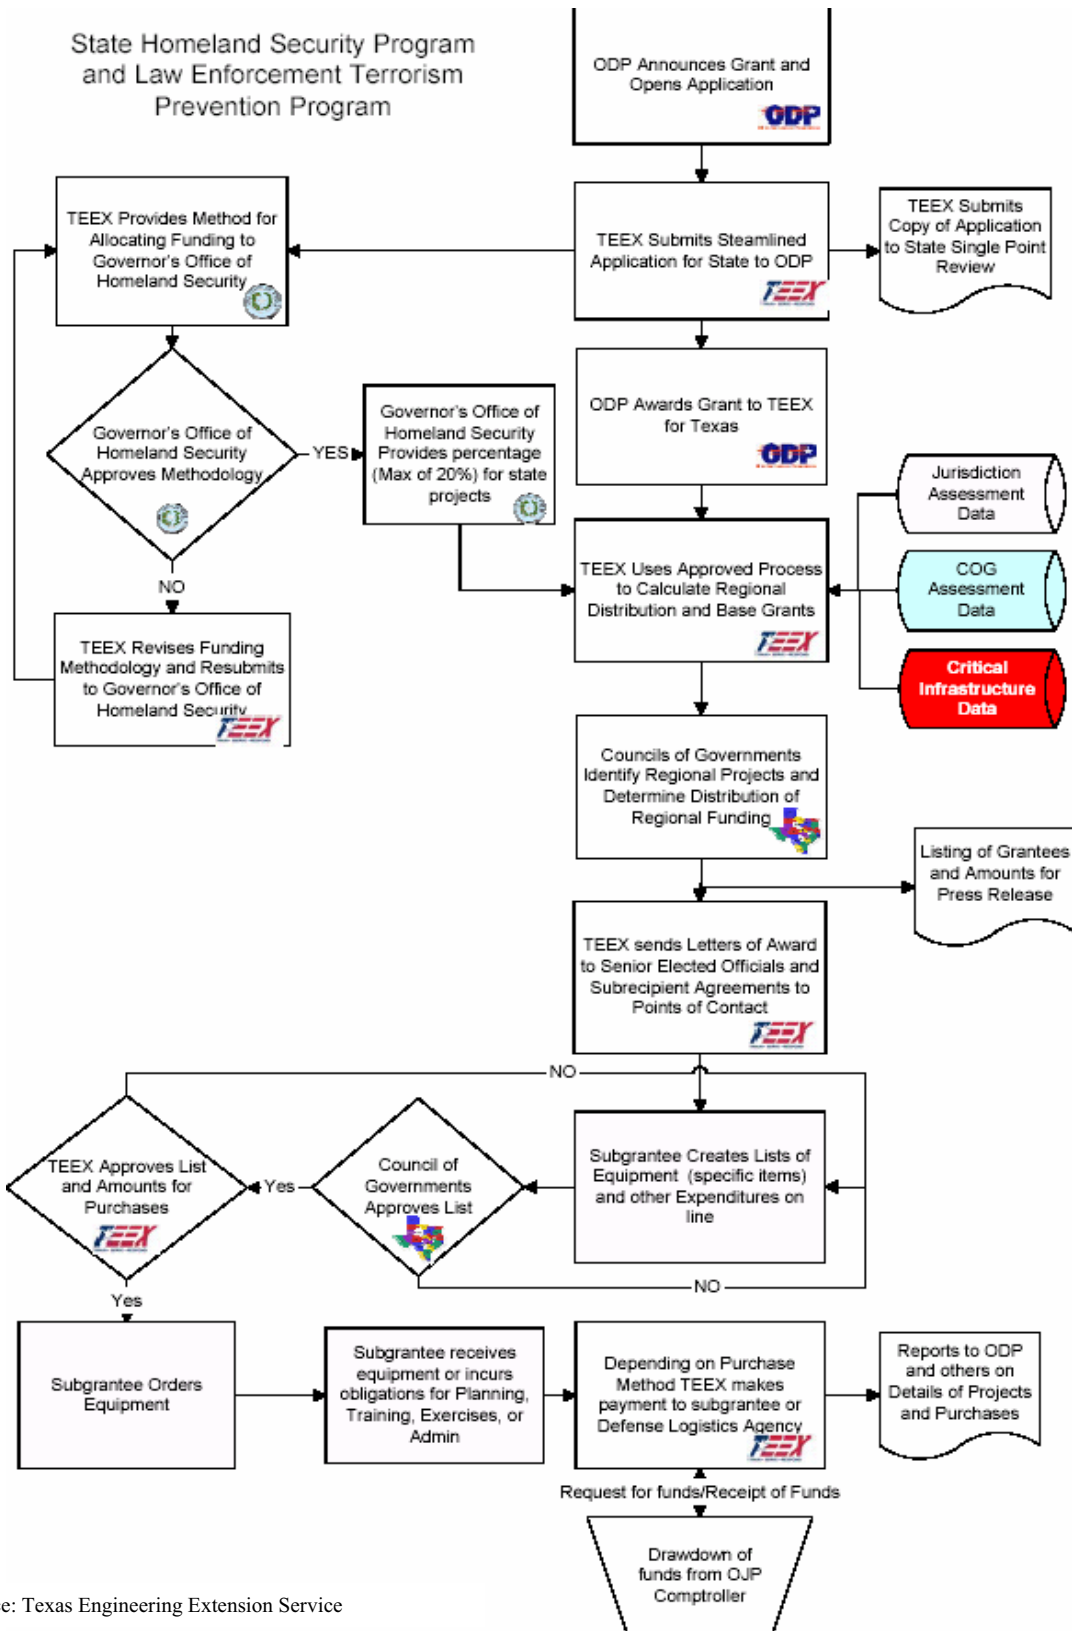 State Homeland Security Program
and Law Enforcement Terrorism
Prevention Program
ODP Announces Grant and
Opens Application
ODP
TEEX Provides Method for
Allocating Funding to
Governor's Office of
Homeland Security
TEEX Submits Steamlined
Application for State to ODP
TEEX
TEEX Submits
Copy of Application
to State Single Point
Review
Governor's Office of
Homeland Security
Approves Methodology
YES
Governor's Office of
Homeland Security
Provides percentage
(Max of 20%) for state
projects
ODP Awards Grant to TEEX
for Texas
ODP
Jurisdiction
Assessment
Data
COG
Assessment
Data
Critical
Infrastructure
Data
TEEX Uses Approved Process
to Calculate Regional
Distribution and Base Grants
TEEX
NO
TEEX Revises Funding
Methodology and Resubmits
to Governor's Office of
Homeland Security
TEEX
Councils of Governments
Identify Regional Projects and
Determine Distribution of
Regional Funding
Listing of Grantees
and Amounts for
Press Release
TEEX sends Letters of Award
to Senior Elected Officials and
Subrecipient Agreements to
Points of Contact
TEEX
NO
TEEX Approves List
and Amounts for
Purchases
TEEX
Yes
Council of
Governments
Approves List
Subgrantee Creates Lists of
Equipment (specific items)
and other Expenditures on
line
NO
Yes
Subgrantee Orders
Equipment
Subgrantee receives
equipment or incurs
obligations for Planning,
Training, Exercises, or
Admin
Depending on Purchase
Method TEEX makes
payment to subgrantee or
Defense Logistics Agency
TEEX
Reports to ODP
and others on
Details of Projects
and Purchases
Request for funds/Receipt of Funds
Drawdown of
funds from OJP
Comptroller
e: Texas Engineering Extension Service